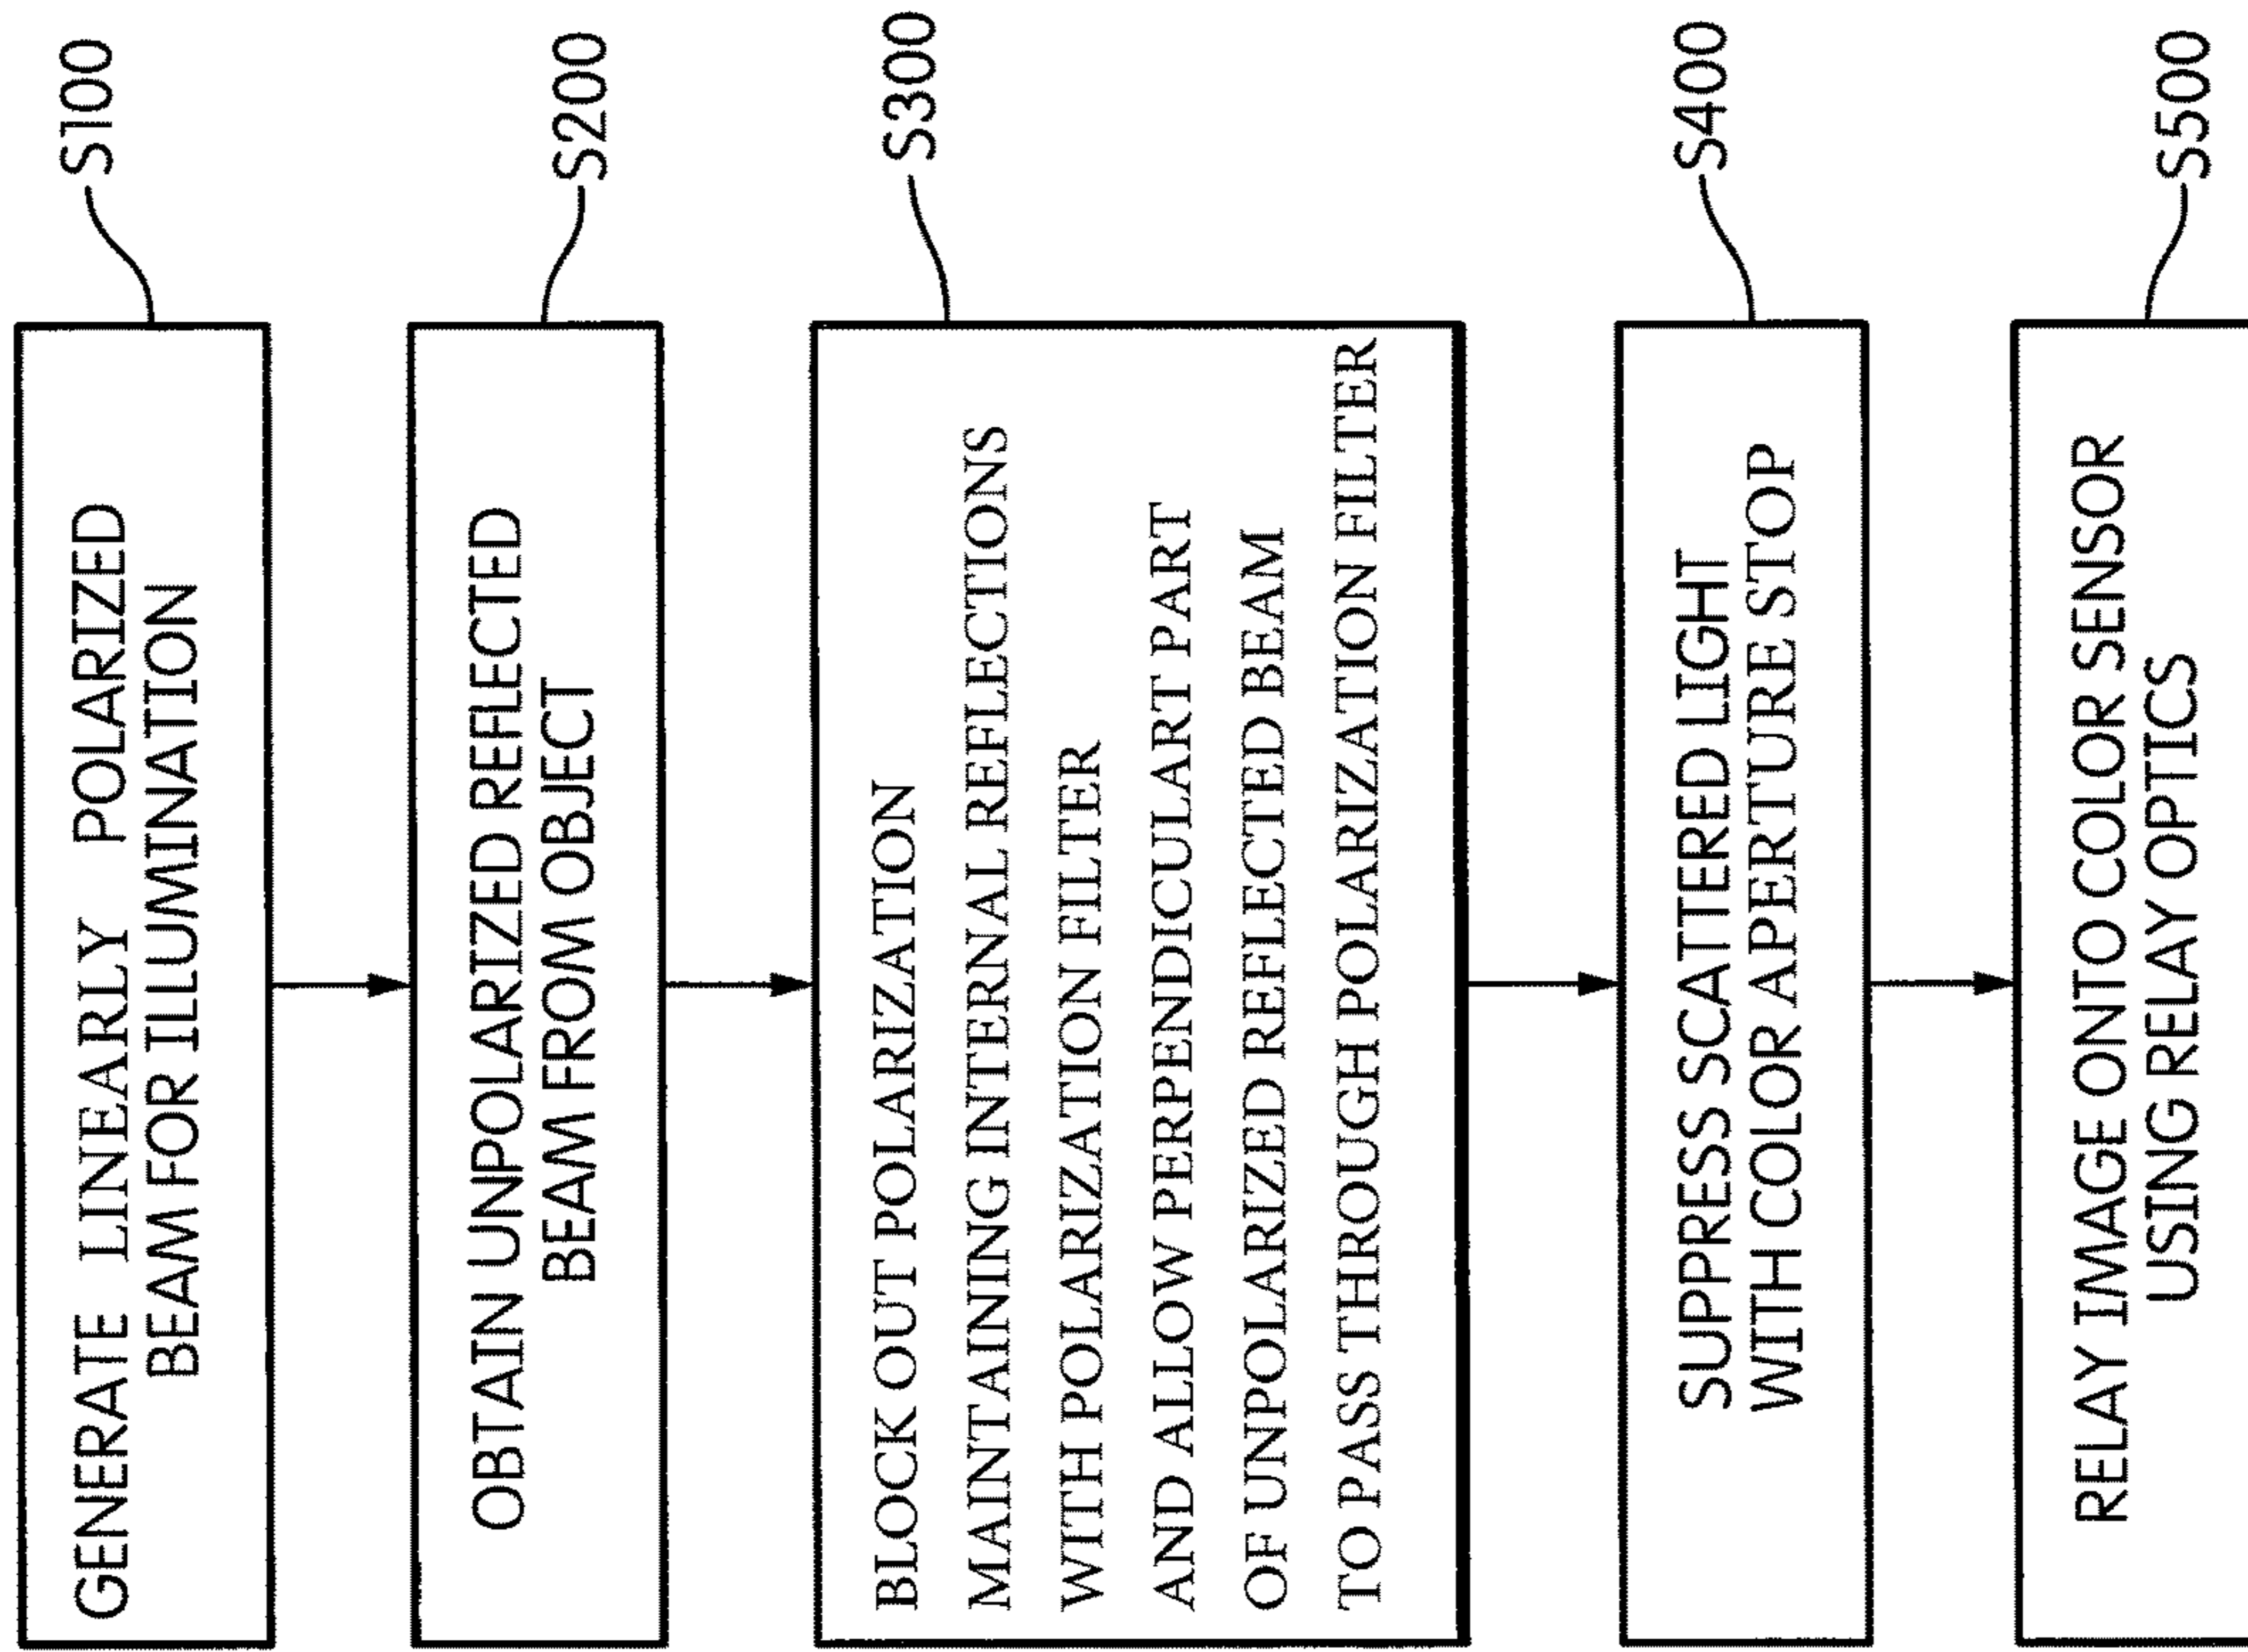 GENERATE LINEARLY POLARIZED
BEAM FOR ILLUMINATION
S100
OBTAIN UNPOLARIZED REFLECTED
BEAM FROM OBJECT
S200
BLOCK OUT POLARIZATION
MAINTAINING INTERNAL REFLECTIONS
WITH POLARIZATION FILTER
AND ALLOW PERPENDICULART PART
OF UNPOLARIZED REFLECTED BEAM
TO PASS THROUGH POLARIZATION FILTER
S300
SUPPRESS SCATTERED LIGHT
WITH COLOR APERTURE STOP
S400
RELAY IMAGE ONTO COLOR SENSOR
USING RELAY OPTICS
S500